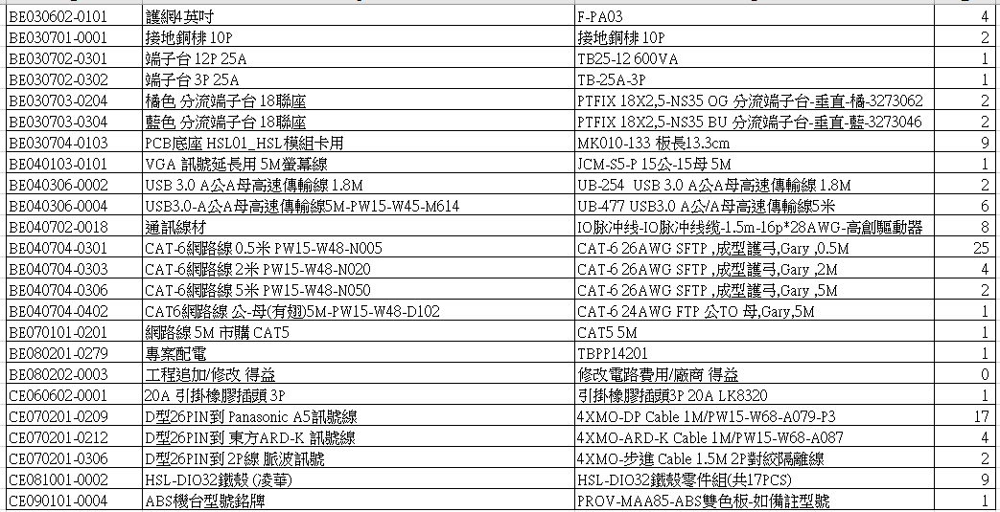 BE030602-0101 護網4英吋 F-PA03 4
BE030701-0001 接地銅排 10P 接地銅排 10P 2
BE030702-0301 端子台 12P 25A TB25-12 600VA 1
BE030702-0302 端子台 3P 25A TB-25A-3P 1
BE030703-0204 橘色 分流端子台 18聯座 PTFIX 18X2,5-NS35 OG 分流端子台-垂直-橘-3273062 2
BE030703-0304 藍色 分流端子台 18聯座 PTFIX 18X2,5-NS35 BU 分流端子台-垂直-藍-3273046 2
BE030704-0103 PCB底座 HSL01_HSL模組卡用 MK010-133 板長13.3cm 9
BE040103-0101 VGA 訊號延長用 5M螢幕線 JCM-S5-P 15公-15母 5M 1
BE040306-0002 USB 3.0 A公A母高速傳輸線 1.8M UB-254  USB 3.0 A公A母高速傳輸線 1.8M 2
BE040306-0004 USB3.0-A公A母高速傳輸線5M-PW15-W45-M614 UB-477 USB3.0 A公/A母高速傳輸線5米 6
BE040702-0018 通訊線材 IO脉冲线-IO脉冲线缆-1.5m-16p*28AWG-高創驅動器 8
BE040704-0301 CAT-6網路線 0.5米 PW15-W48-N005 CAT-6 26AWG SFTP ,成型護弓,Gary ,0.5M 25
BE040704-0303 CAT-6網路線 2米 PW15-W48-N020 CAT-6 26AWG SFTP ,成型護弓,Gary ,2M 4
BE040704-0306 CAT-6網路線 5米 PW15-W48-N050 CAT-6 26AWG SFTP ,成型護弓,Gary ,5M 2
BE040704-0402 CAT6網路線 公-母(有翅)5M-PW15-W48-D102 CAT-6 24AWG FTP 公TO 母,Gary,5M 1
BE070101-0201 網路線 5M 市購 CAT5 CAT5 5M 1
BE080201-0279 專案配電 TBPP14201 1
BE080202-0003 工程追加/修改 得益 修改電路費用/廠商 得益 0
CE060602-0001 20A 引掛橡膠插頭 3P 引掛橡膠插頭3P 20A LK8320 1
CE070201-0209 D型26PIN到 Panasonic A5訊號線 4XMO-DP Cable 1M/PW15-W68-A079-P3 17
CE070201-0212 D型26PIN到 東方ARD-K 訊號線 4XMO-ARD-K Cable 1M/PW15-W68-A087 4
CE070201-0306 D型26PIN到 2P線 脈波訊號 4XMO-步進 Cable 1.5M 2P對絞隔離線 2
CE081001-0002 HSL-DIO32鐵殼 (凌華) HSL-DIO32鐵殼零件組(共17PCS) 9
CE090101-0004 ABS機台型號銘牌 PROV-MAA85-ABS雙色板-如備註型號 1